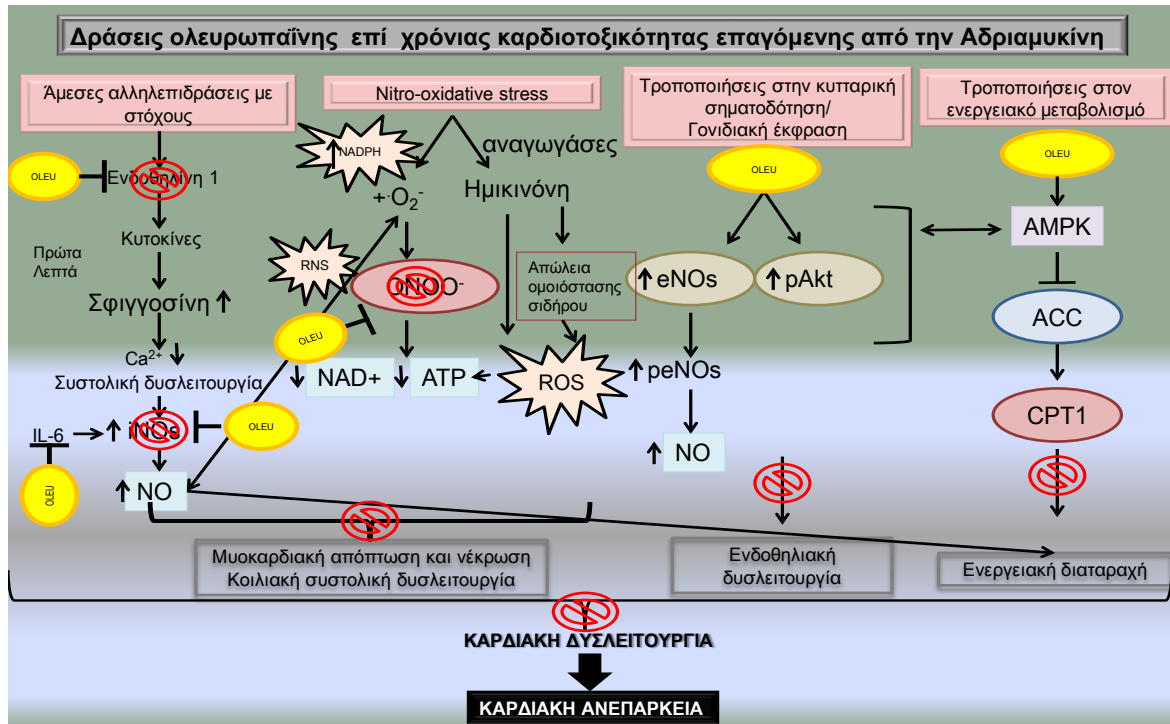 Δράσεις ολευρωπαΐνης επί χρόνιας καρδιοτοξικότητας επαγόμενης από την Αδριαμυκίνη
Άμεσες αλληλεπιδράσεις με
στόχους
OLEU
Ενδοθηλίνη 1
Κυτοκίνες
Πρώτα
Λεπτά
Σφιγγοσίνη
Ca²⁺
Συστολική δυσλειτουργία
IL-6
iNOs
OLEU
OLEU
NO
Nitro-oxidative stress
NADPH
αναγωγάσες
+·O₂⁻
Ημικινόνη
RNS
ONOO⁻
Απώλεια
ομοιόστασης
σιδήρου
OLEU
NAD+
ATP
ROS
Τροποποιήσεις στην κυτταρική
σηματοδότηση/
Γονιδιακή έκφραση
OLEU
eNOs
pAkt
peNOs
NO
Τροποποιήσεις στον
ενεργειακό μεταβολισμό
OLEU
AMPK
ACC
CPT1
Μυοκαρδιακή απόπτωση και νέκρωση
Κοιλιακή συστολική δυσλειτουργία
Ενδοθηλιακή
δυσλειτουργία
Ενεργειακή διαταραχή
ΚΑΡΔΙΑΚΗ ΔΥΣΛΕΙΤΟΥΡΓΙΑ
ΚΑΡΔΙΑΚΗ ΑΝΕΠΑΡΚΕΙΑ